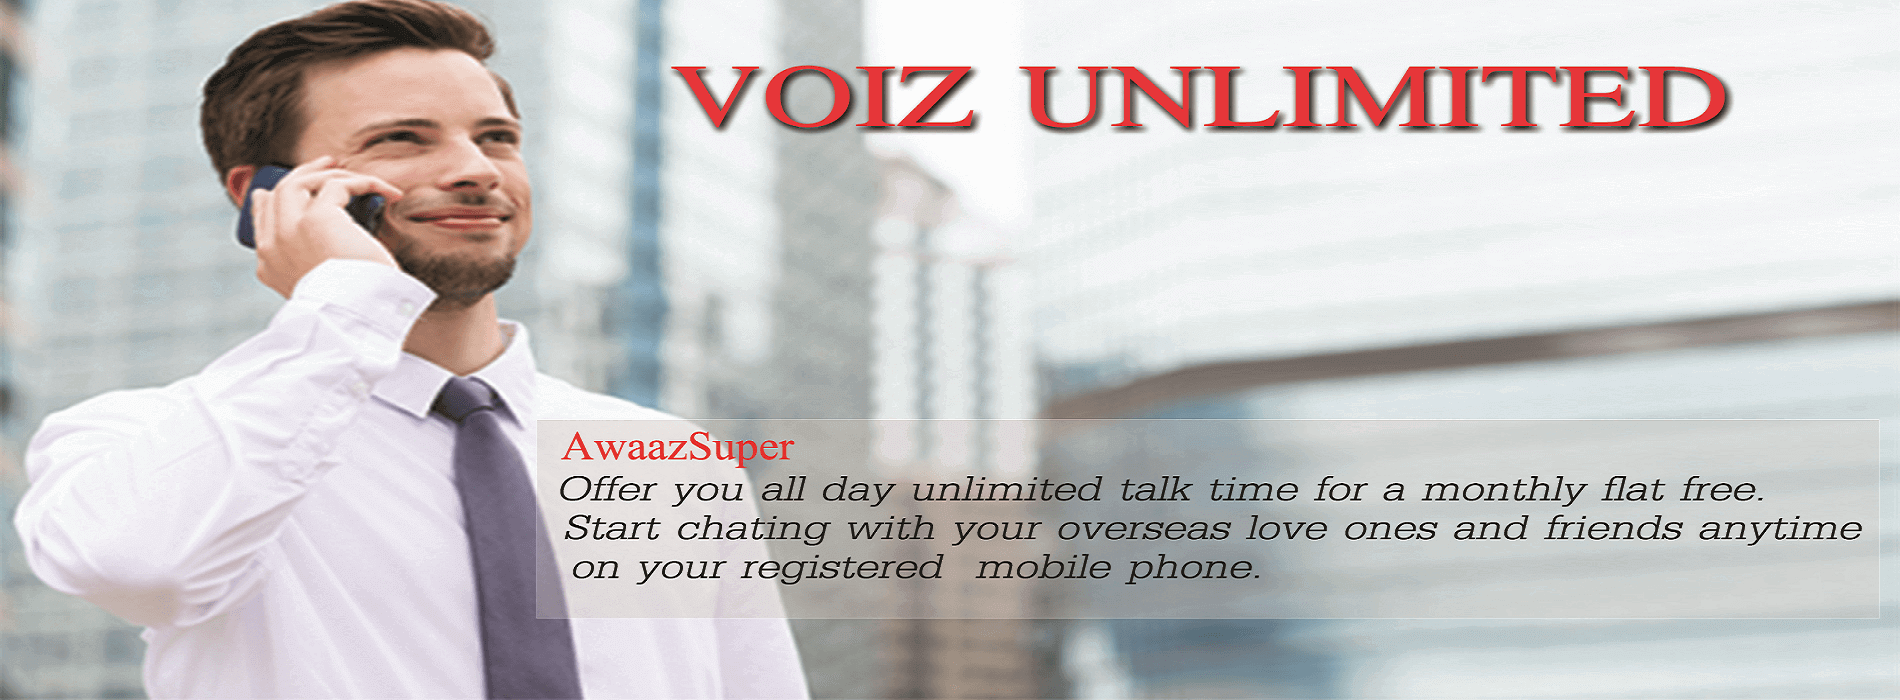 VOIZ UNLIMITED
AwaazSuper
Offer you all day unlimited talk time for a monthly flat free.
Start chating with your overseas love ones and friends anytime
on your registered mobile phone.